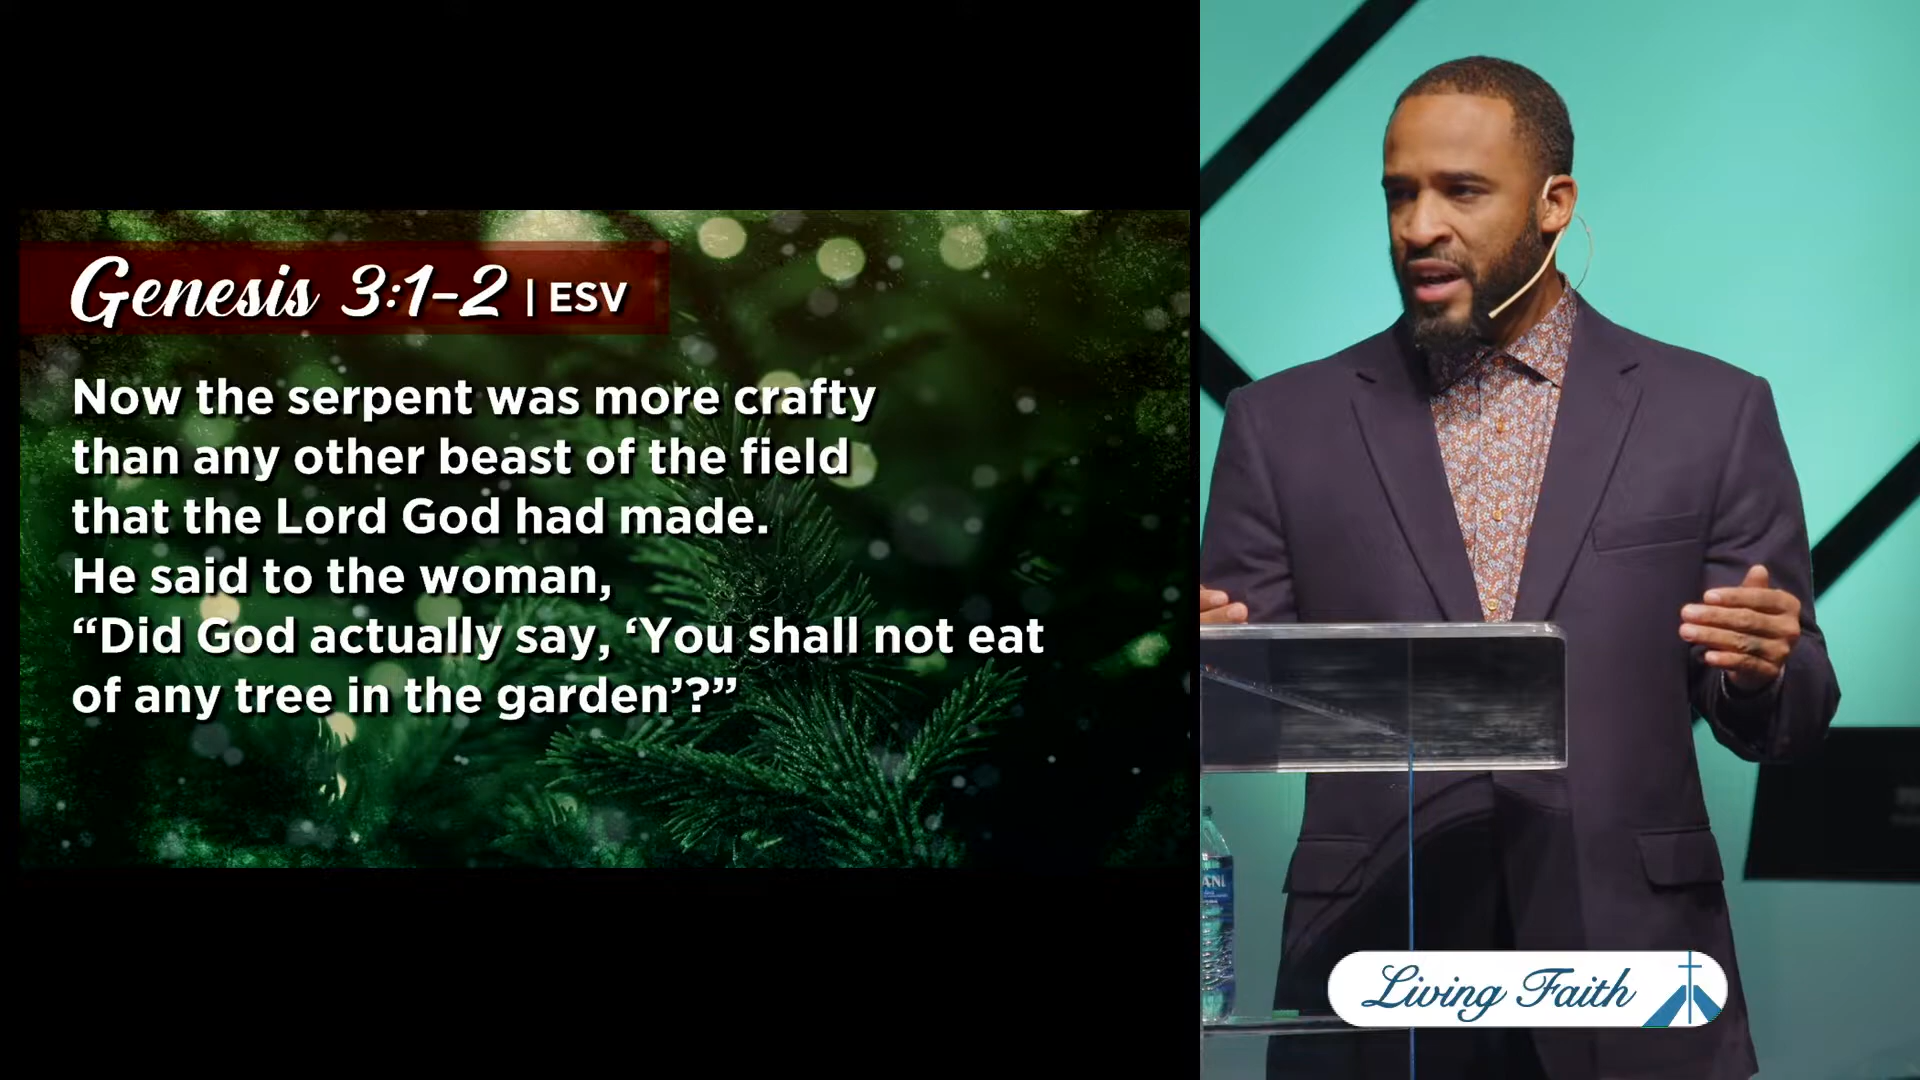 Genesis 3:1-2 | ESV
Now the serpent was more crafty
than any other beast of the field
that the Lord God had made.
He said to the woman,
“Did God actually say, ‘You shall not eat
of any tree in the garden’?”
Living Faith